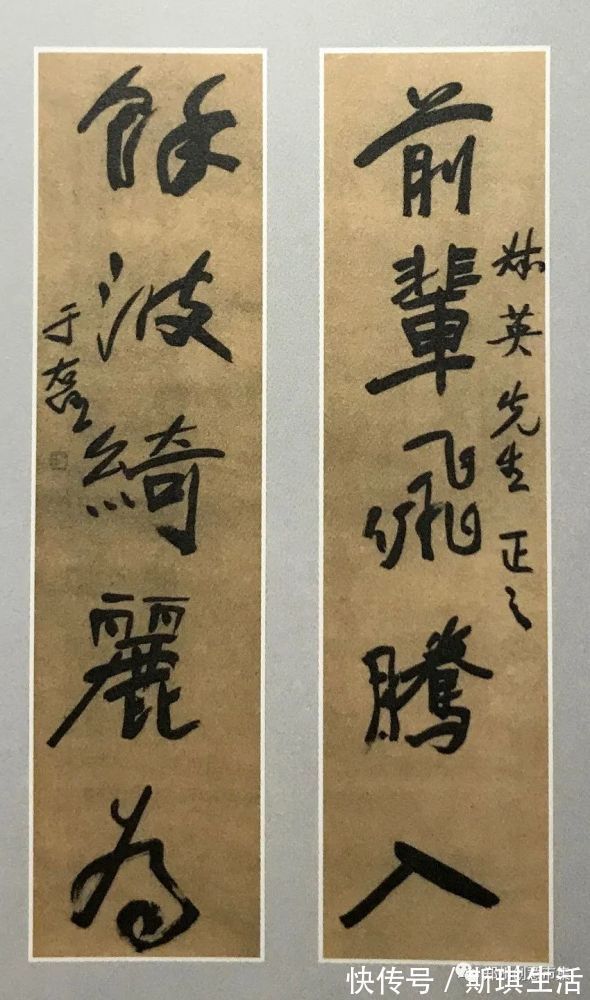 前輩飛騰入
英先生正之
餘波綺麗為
于右任
快传号／斯琪生活